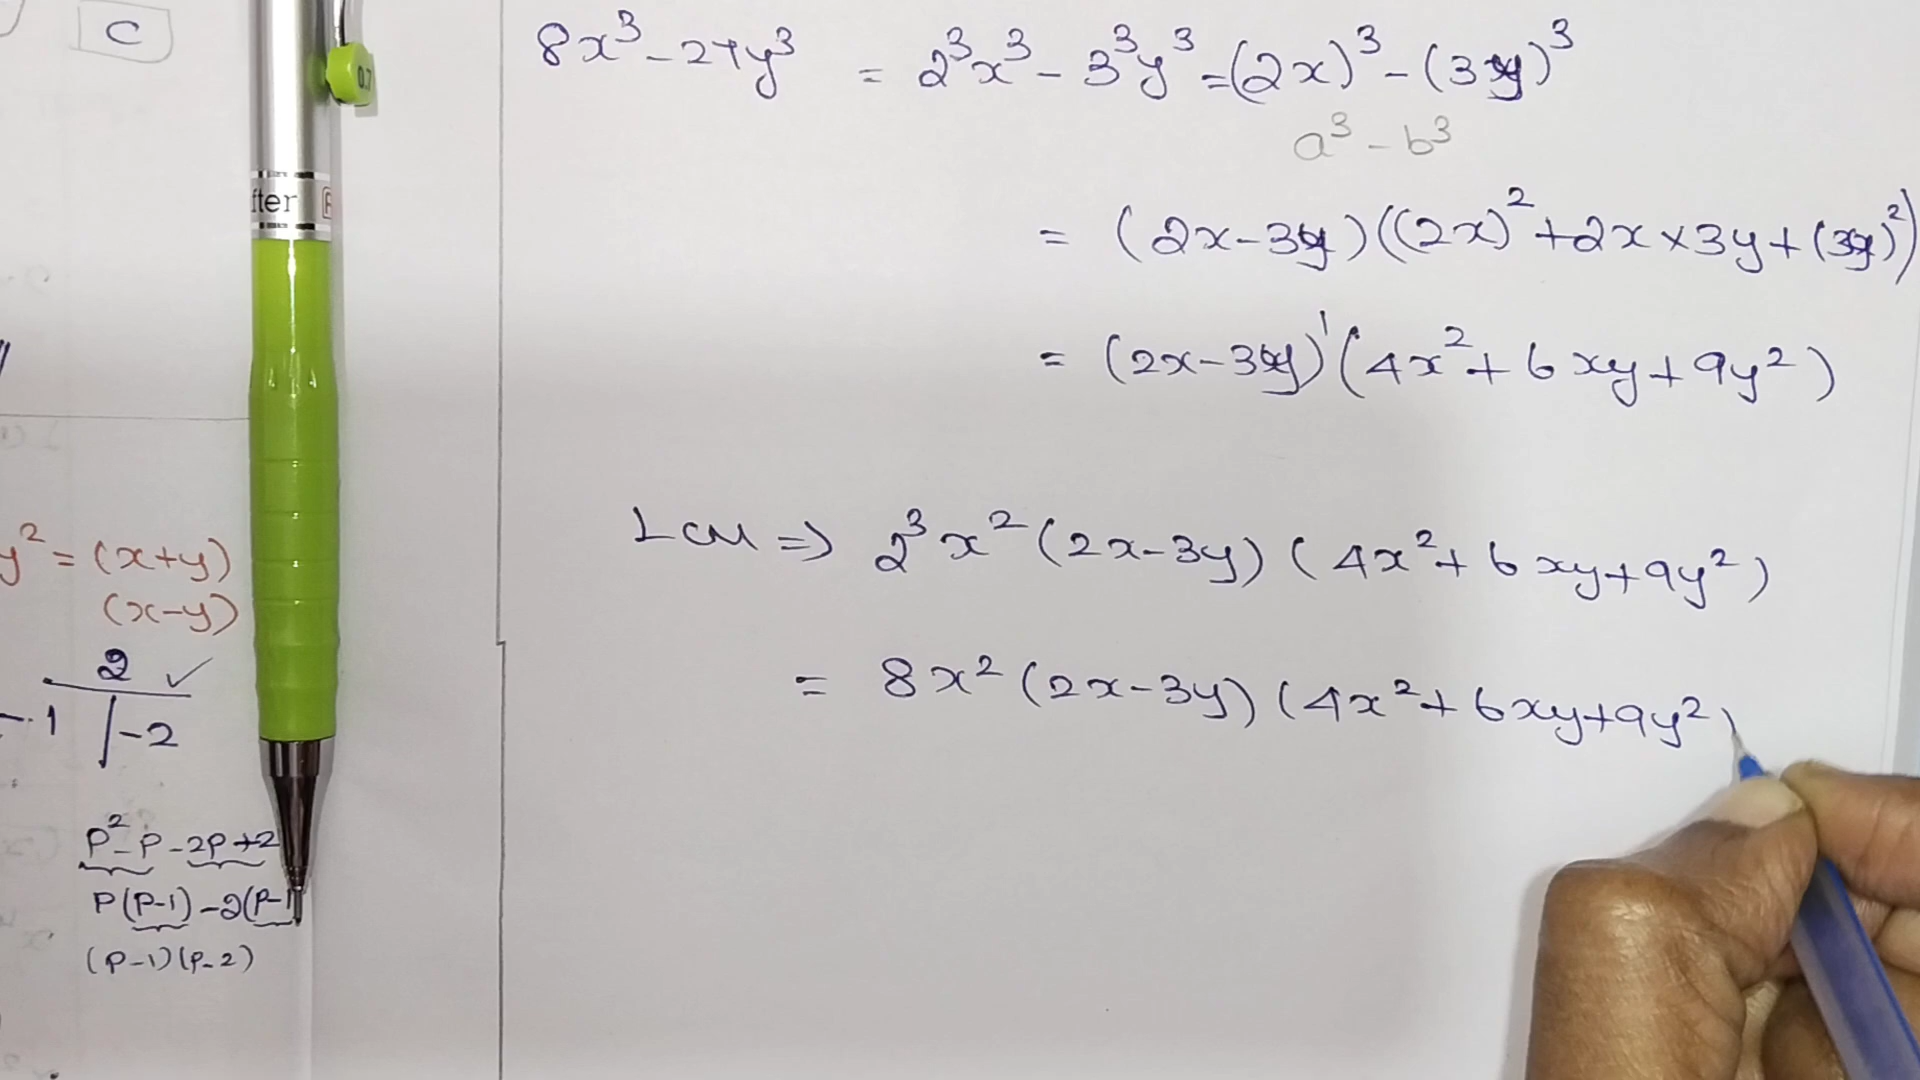 C
0.7
fter
8x³ - 27y³ = 2³x³ - 3³y³ = (2x)³ - (3y)³
a³ - b³
= (2x-3y)((2x)²+2x×3y+(3y)²)
= (2x-3y)¹(4x²+6xy+9y²)
LCM ⇒ 2³x²(2x-3y)(4x²+6xy+9y²)
= 8x²(2x-3y)(4x²+6xy+9y²)
y² = (x+y)
(x-y)
2 ✓
-1 | -2
p²-p-2p+2
p(p-1)-2(p-1
(p-1)(p-2)